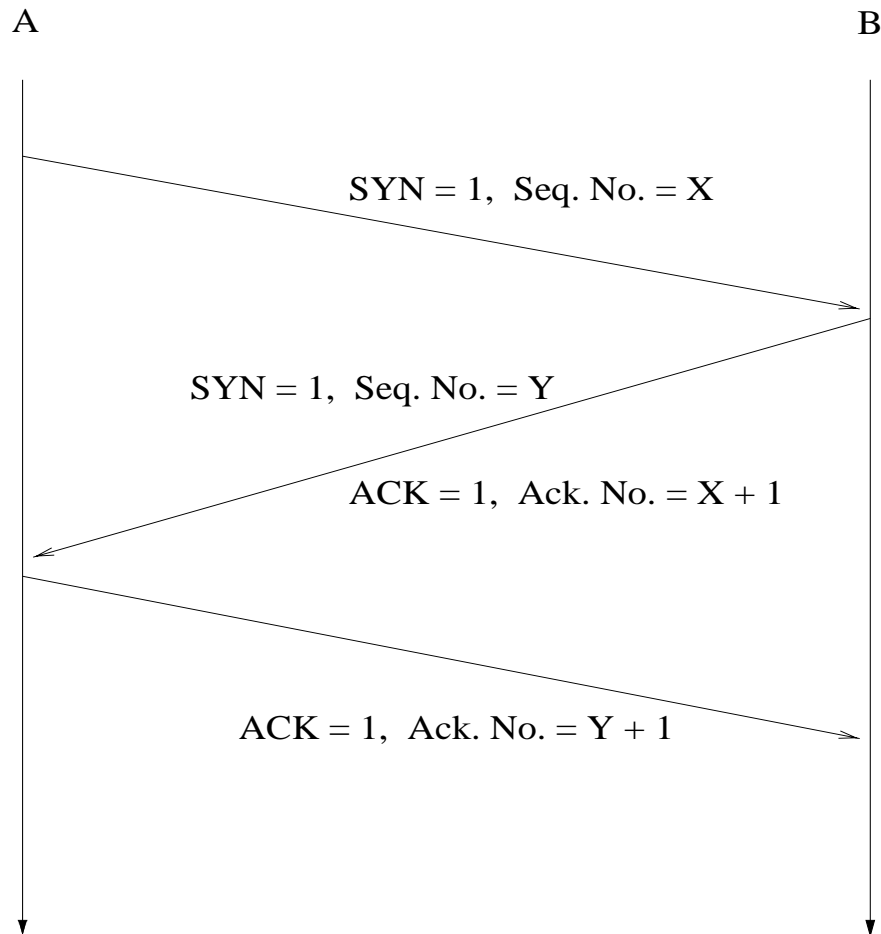 A
B
SYN = 1, Seq. No. = X
SYN = 1, Seq. No. = Y
ACK = 1, Ack. No. = X + 1
ACK = 1, Ack. No. = Y + 1